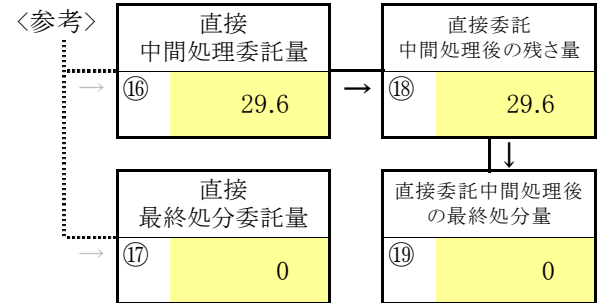 〈参考〉
直接
中間処理委託量
→
⑯
29.6
→
直接委託
中間処理後の残さ量
⑱
29.6
↓
直接
最終処分委託量
→
⑰
0
直接委託中間処理後
の最終処分量
⑲
0